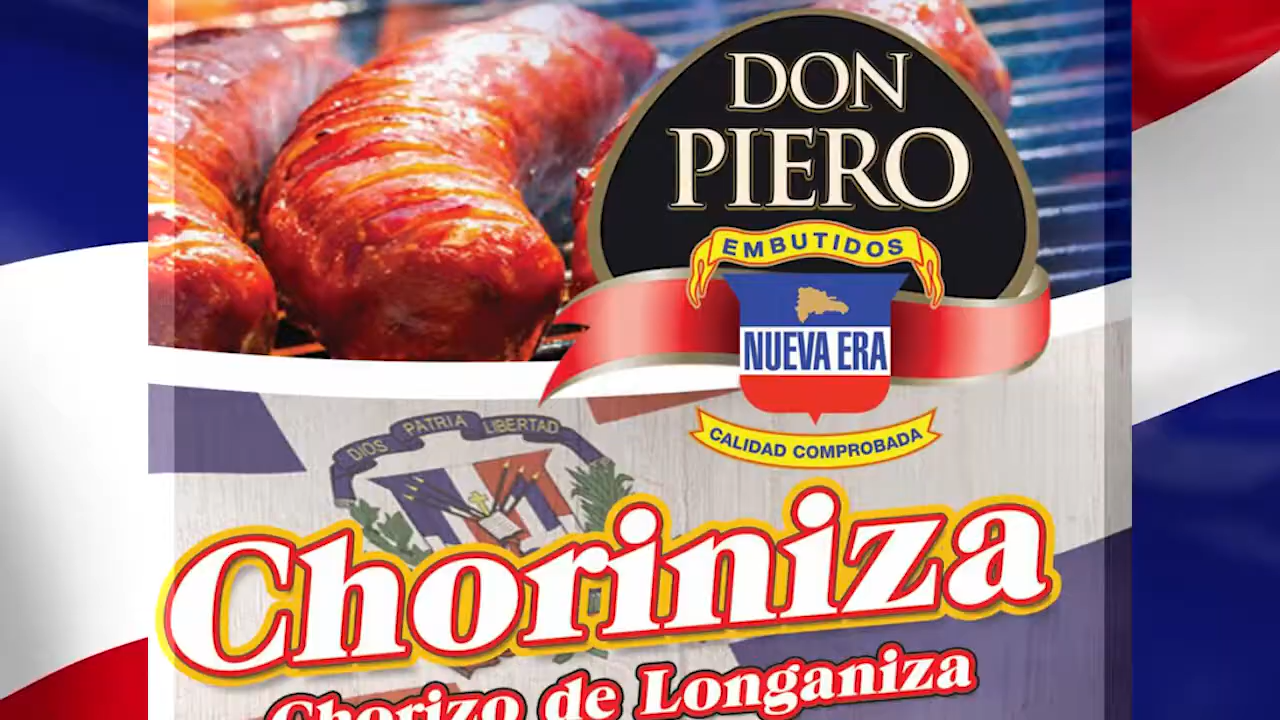 DON
PIERO
EMBUTIDOS
NUEVA ERA
CALIDAD COMPROBADA
DIOS PATRIA LIBERTAD
Choriniza
Chorizo de Longaniza